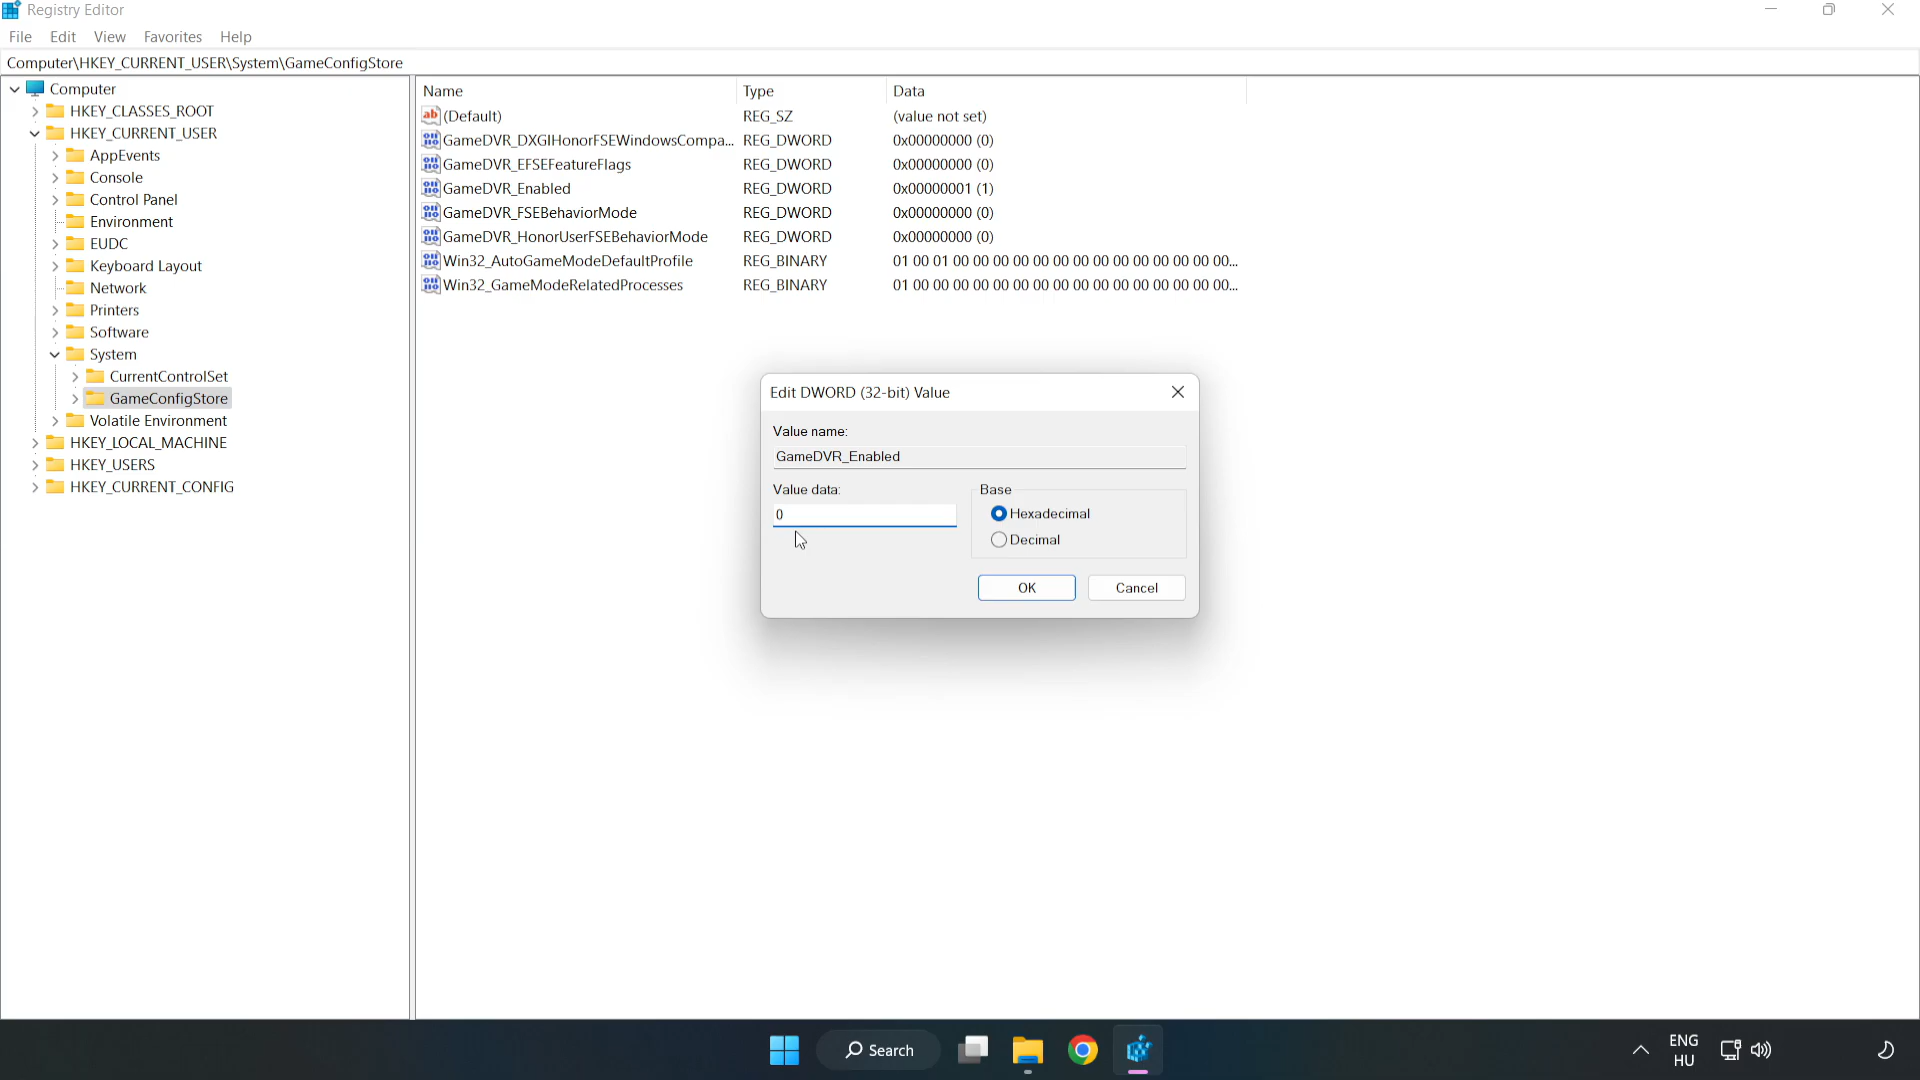 Registry Editor
File Edit View Favorites Help
Computer\HKEY_CURRENT_USER\System\GameConfigStore
Computer
HKEY_CLASSES_ROOT
HKEY_CURRENT_USER
AppEvents
Console
Control Panel
Environment
EUDC
Keyboard Layout
Network
Printers
Software
System
CurrentControlSet
GameConfigStore
Volatile Environment
HKEY_LOCAL_MACHINE
HKEY_USERS
HKEY_CURRENT_CONFIG
Name Type Data
(Default) REG_SZ (value not set)
GameDVR_DXGIHonorFSEWindowsCompa... REG_DWORD 0x00000000 (0)
GameDVR_EFSEFeatureFlags REG_DWORD 0x00000000 (0)
GameDVR_Enabled REG_DWORD 0x00000001 (1)
GameDVR_FSEBehaviorMode REG_DWORD 0x00000000 (0)
GameDVR_HonorUserFSEBehaviorMode REG_DWORD 0x00000000 (0)
Win32_AutoGameModeDefaultProfile REG_BINARY 01 00 01 00 00 00 00 00 00 00 00 00 00 00 00 00 00...
Win32_GameModeRelatedProcesses REG_BINARY 01 00 00 00 00 00 00 00 00 00 00 00 00 00 00 00 00...
Edit DWORD (32-bit) Value
Value name:
GameDVR_Enabled
Value data:
0
Base
Hexadecimal
Decimal
OK Cancel
Search
ENG
HU